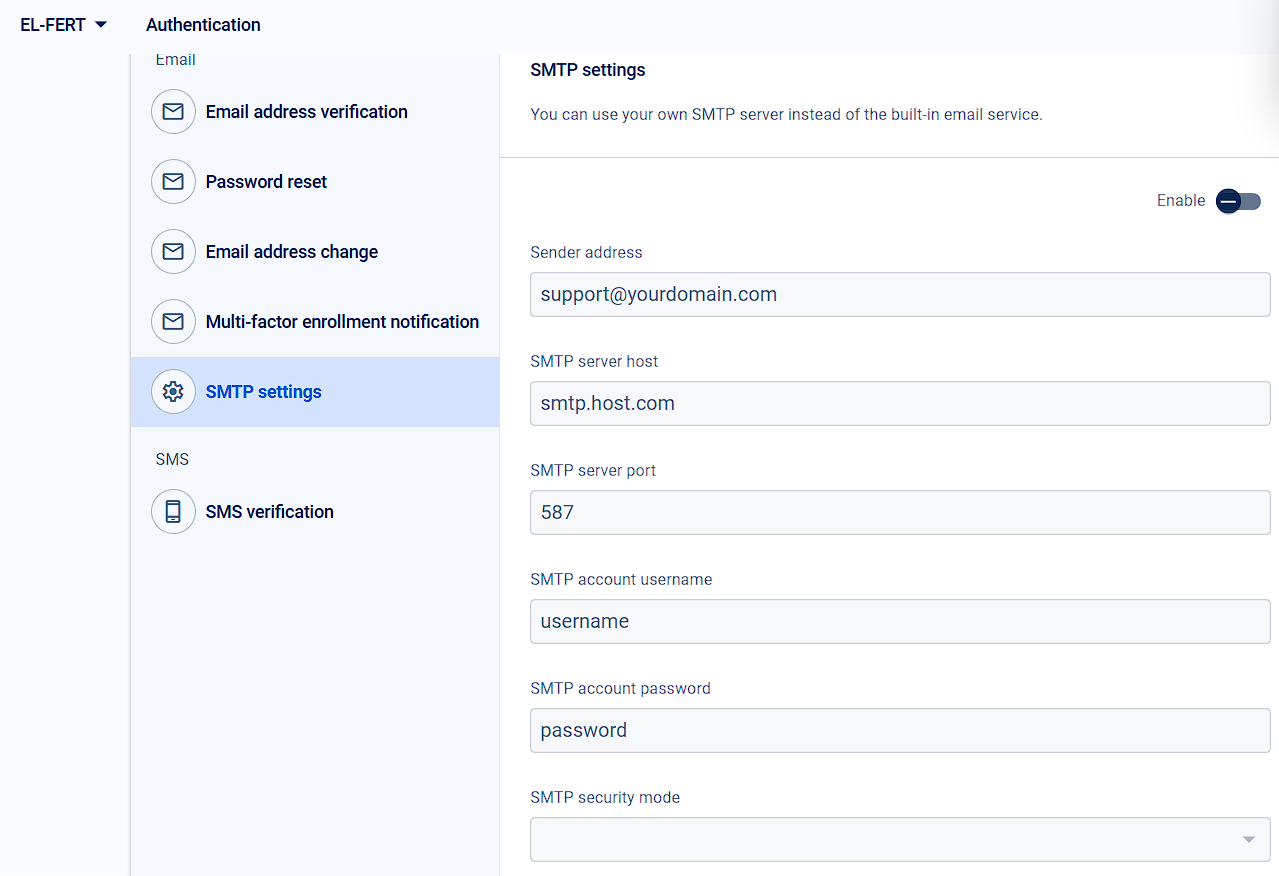 EL-FERT
Authentication
Email
Email address verification
Password reset
Email address change
Multi-factor enrollment notification
SMTP settings
SMS
SMS verification
SMTP settings
You can use your own SMTP server instead of the built-in email service.
Enable
Sender address
support@yourdomain.com
SMTP server host
smtp.host.com
SMTP server port
587
SMTP account username
username
SMTP account password
password
SMTP security mode